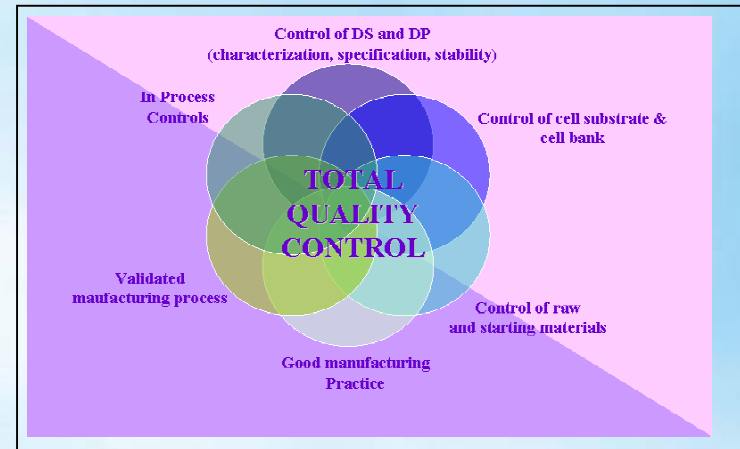 Control of DS and DP
(characterization, specification, stability)
In Process
Controls
Control of cell substrate &
cell bank
TOTAL
QUALITY
CONTROL
Validated
maufacturing process
Control of raw
and starting materials
Good manufacturing
Practice